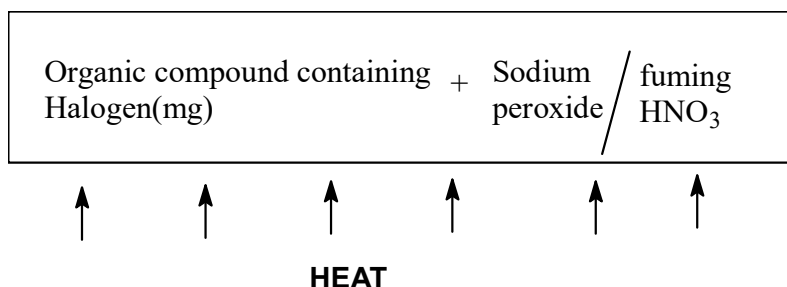 Organic compound containing + Sodium / fuming
Halogen(mg) peroxide HNO₃
HEAT